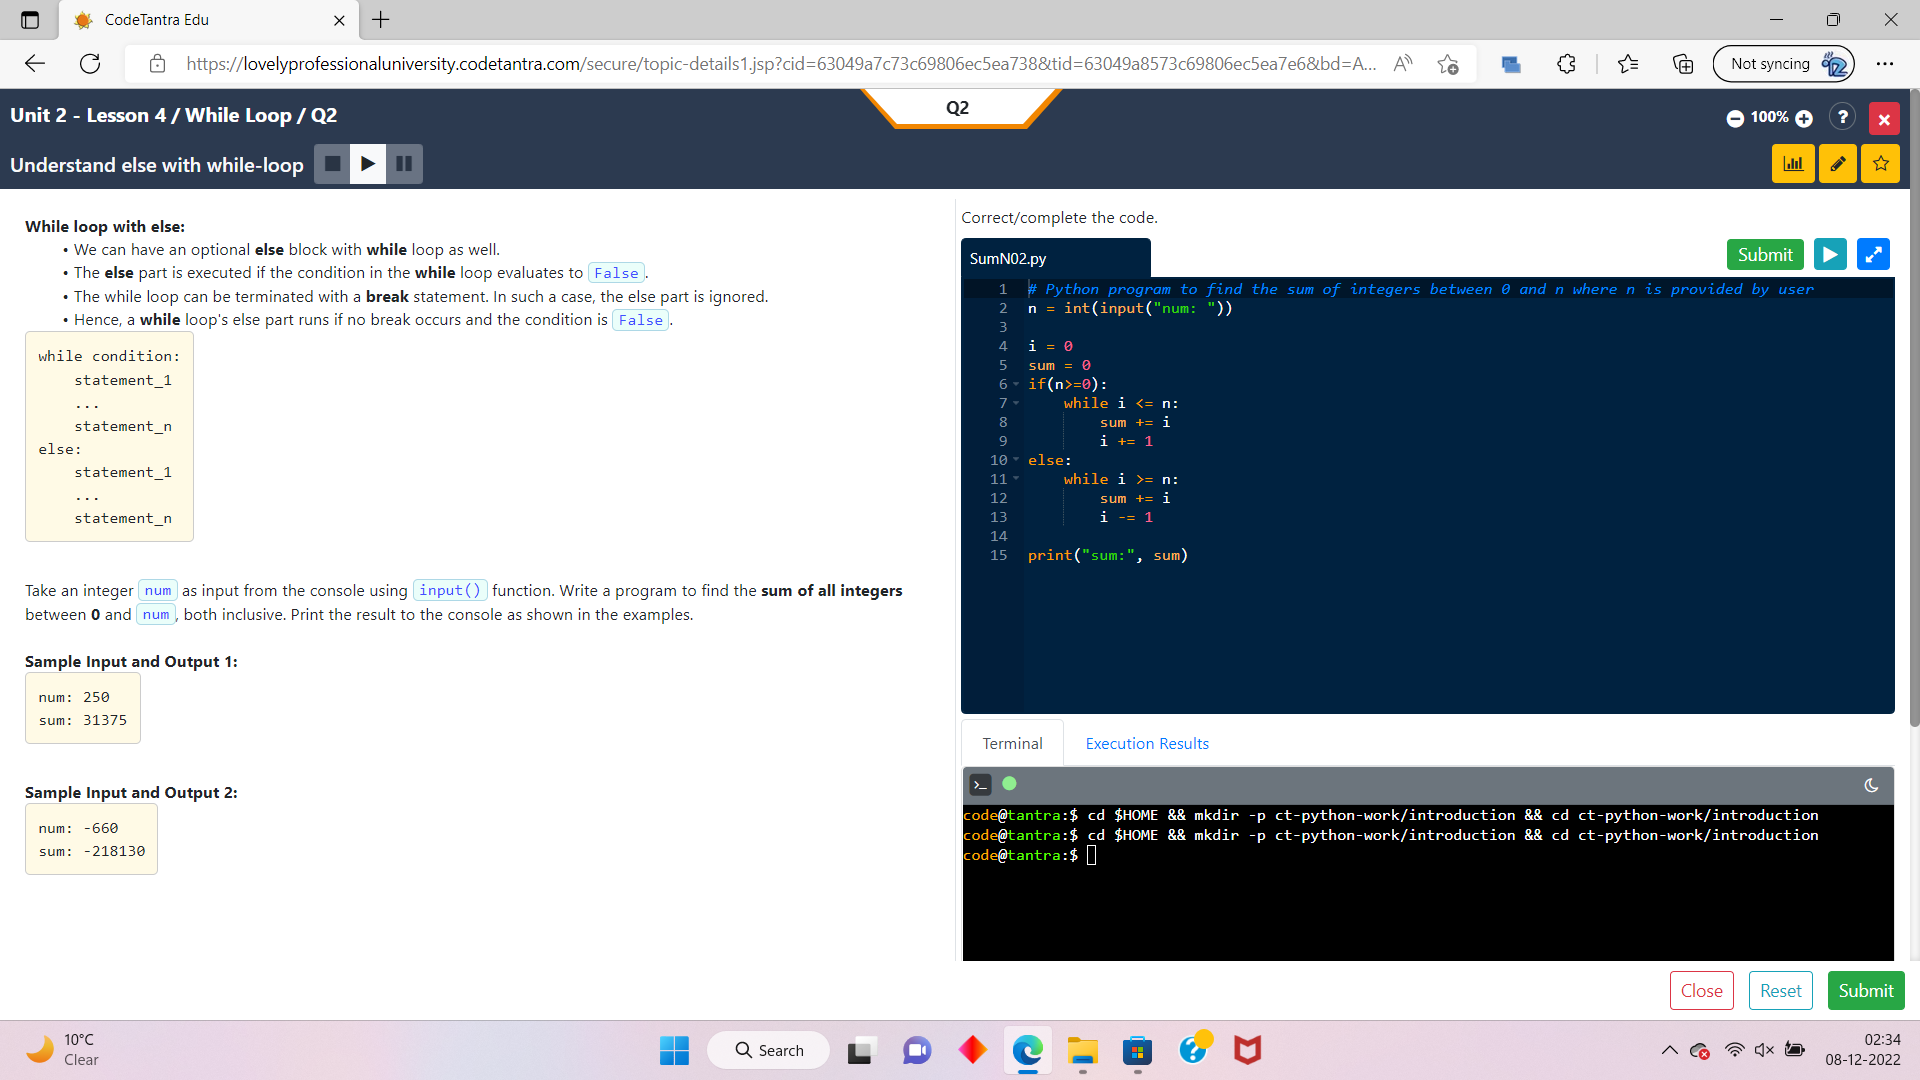 CodeTantra Edu
https://lovelyprofessionaluniversity.codetantra.com/secure/topic-details1.jsp?cid=63049a7c73c69806ec5ea738&tid=63049a8573c69806ec5ea7e6&bd=A...
Not syncing
Unit 2 - Lesson 4 / While Loop / Q2
Q2
100%
?
Understand else with while-loop
While loop with else:
• We can have an optional else block with while loop as well.
• The else part is executed if the condition in the while loop evaluates to False.
• The while loop can be terminated with a break statement. In such a case, the else part is ignored.
• Hence, a while loop's else part runs if no break occurs and the condition is False.
while condition:
    statement_1
    ...
    statement_n
else:
    statement_1
    ...
    statement_n
Take an integer num as input from the console using input() function. Write a program to find the sum of all integers
between 0 and num, both inclusive. Print the result to the console as shown in the examples.
Sample Input and Output 1:
num: 250
sum: 31375
Sample Input and Output 2:
num: -660
sum: -218130
Correct/complete the code.
SumN02.py
Submit
1 # Python program to find the sum of integers between 0 and n where n is provided by user
2 n = int(input("num: "))
3
4 i = 0
5 sum = 0
6 if(n>=0):
7     while i <= n:
8         sum += i
9         i += 1
10 else:
11     while i >= n:
12         sum += i
13         i -= 1
14
15 print("sum:", sum)
Terminal
Execution Results
code@tantra:$ cd $HOME && mkdir -p ct-python-work/introduction && cd ct-python-work/introduction
code@tantra:$ cd $HOME && mkdir -p ct-python-work/introduction && cd ct-python-work/introduction
code@tantra:$
Close
Reset
Submit
10°C
Clear
Search
02:34
08-12-2022